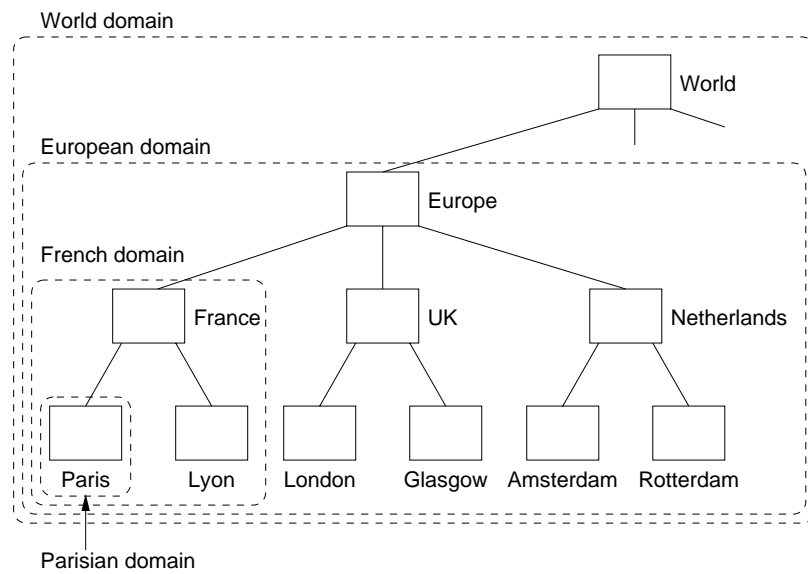 World domain
World
European domain
Europe
French domain
France
UK
Netherlands
Paris
Lyon
London
Glasgow
Amsterdam
Rotterdam
Parisian domain